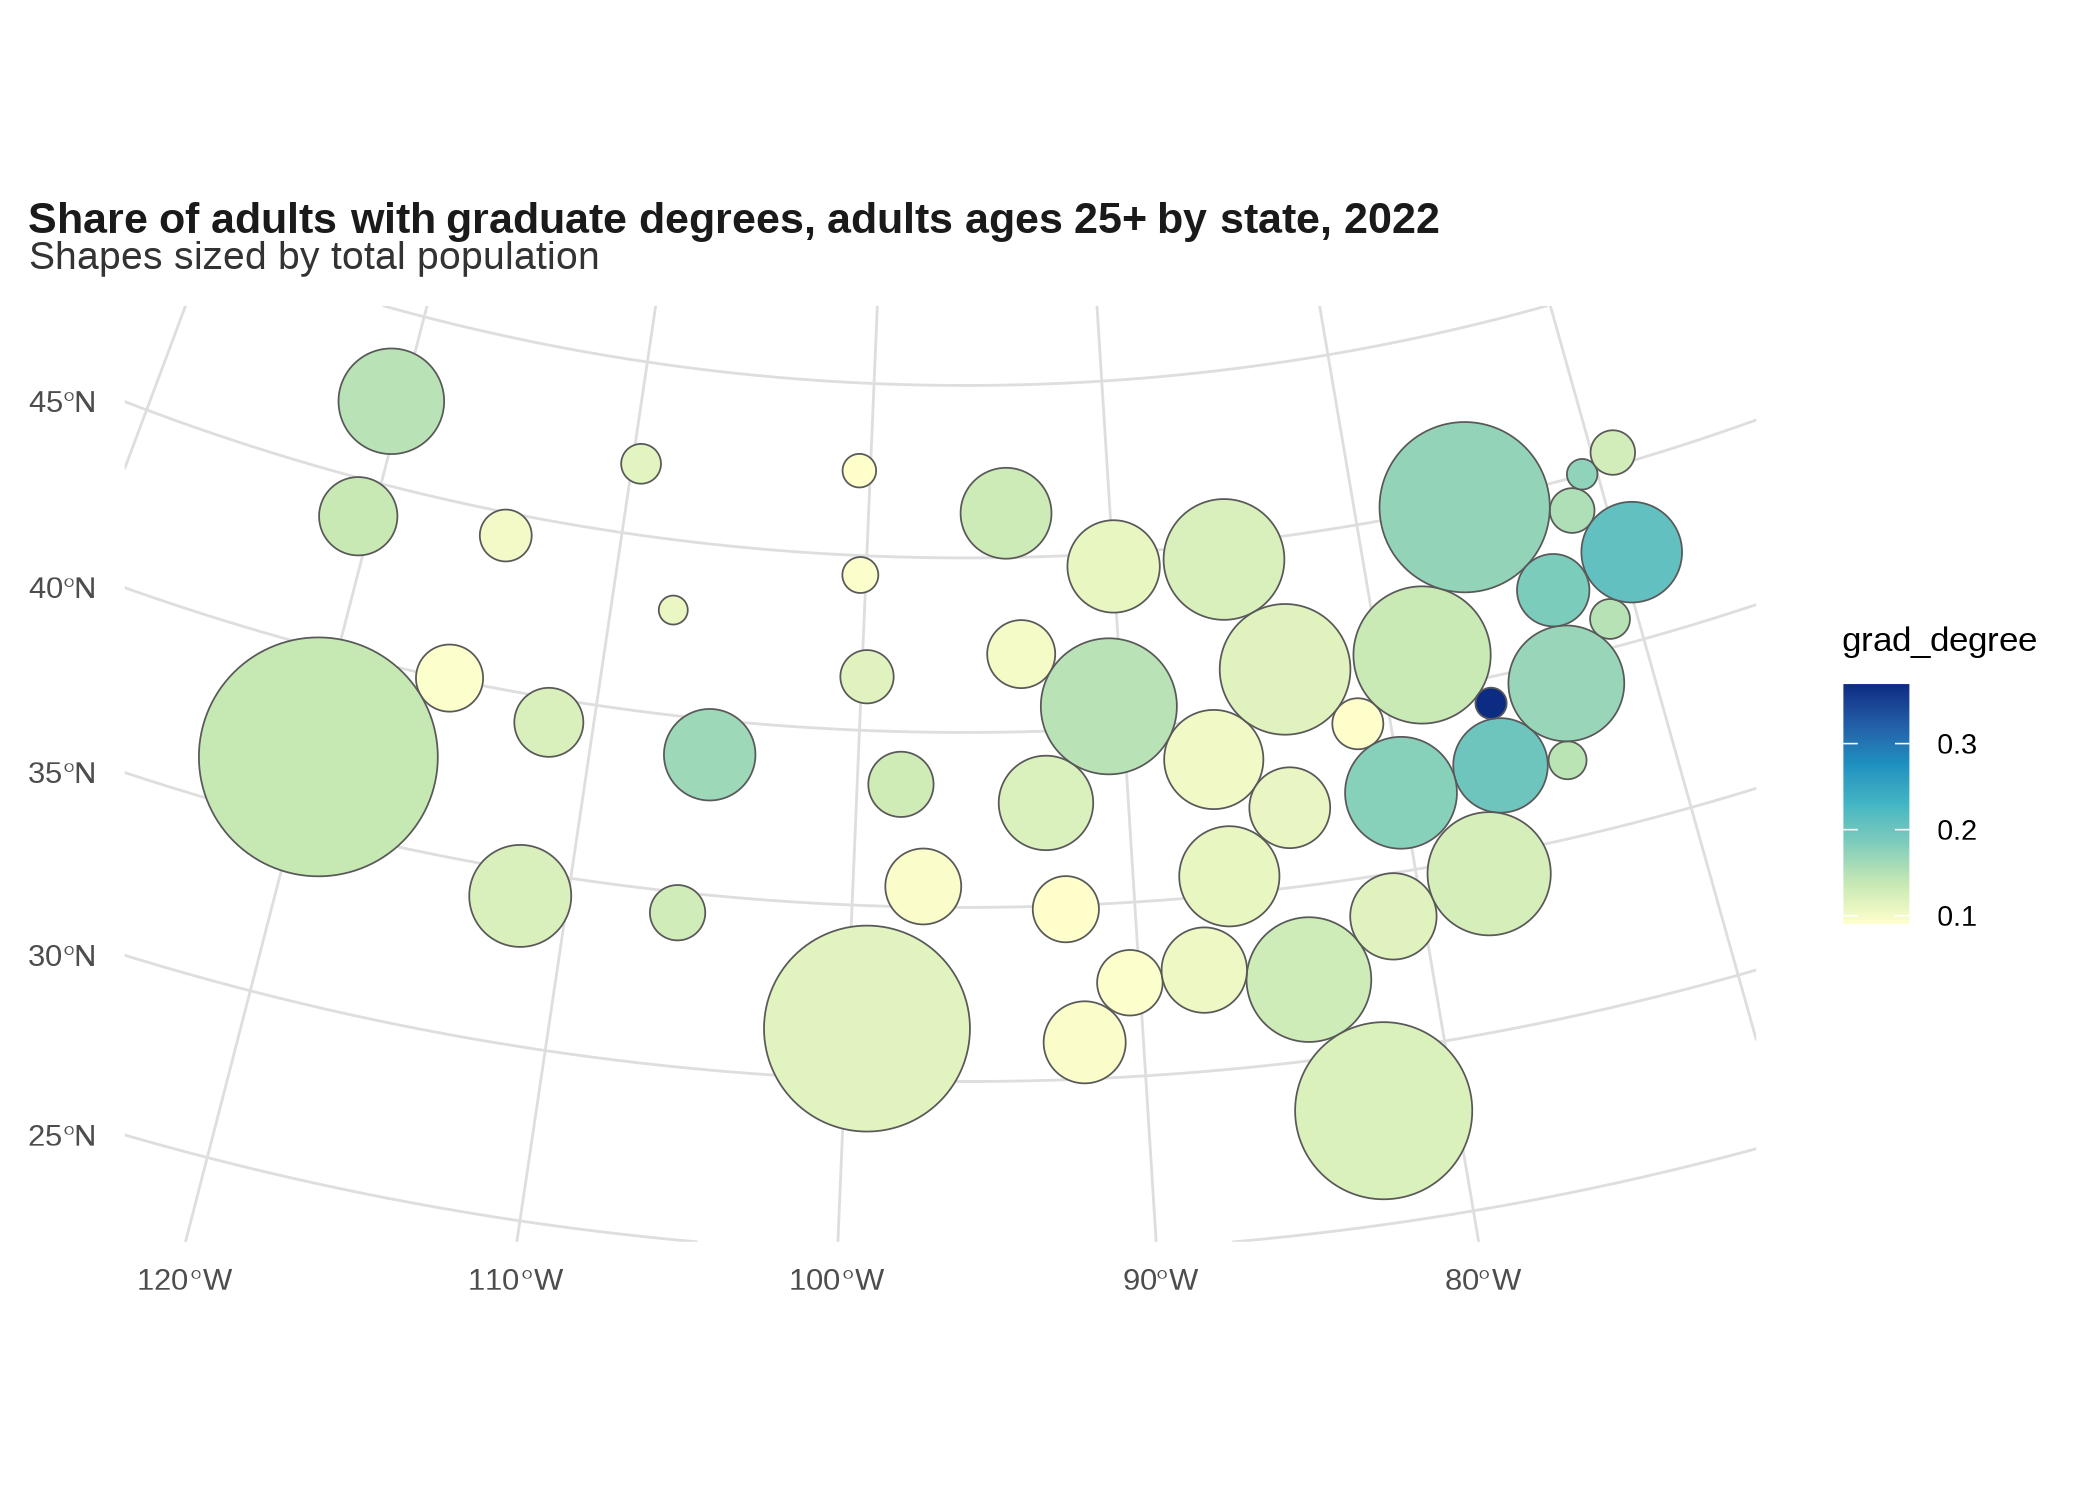 Share of adults with graduate degrees, adults ages 25+ by state, 2022
Shapes sized by total population
45°N
40°N
35°N
30°N
25°N
120°W
110°W
100°W
90°W
80°W
grad_degree
0.3
0.2
0.1